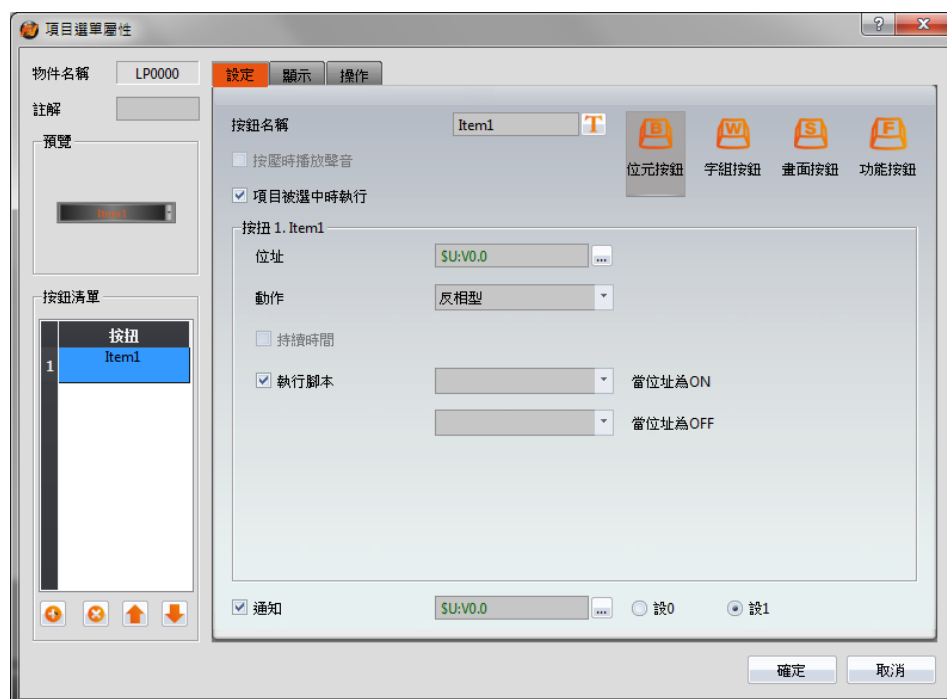 項目選單屬性
物件名稱 LP0000
註解
預覽
Item1
按鈕清單
按扭
1 Item1
設定 顯示 操作
按鈕名稱 Item1 T
B W S F
位元按鈕 字組按鈕 畫面按鈕 功能按鈕
按壓時播放聲音
項目被選中時執行
按扭 1. Item1
位址 $U:V0.0 ...
動作 反相型
持續時間
執行腳本 當位址為ON
當位址為OFF
通知 $U:V0.0 ... 設0 設1
確定 取消